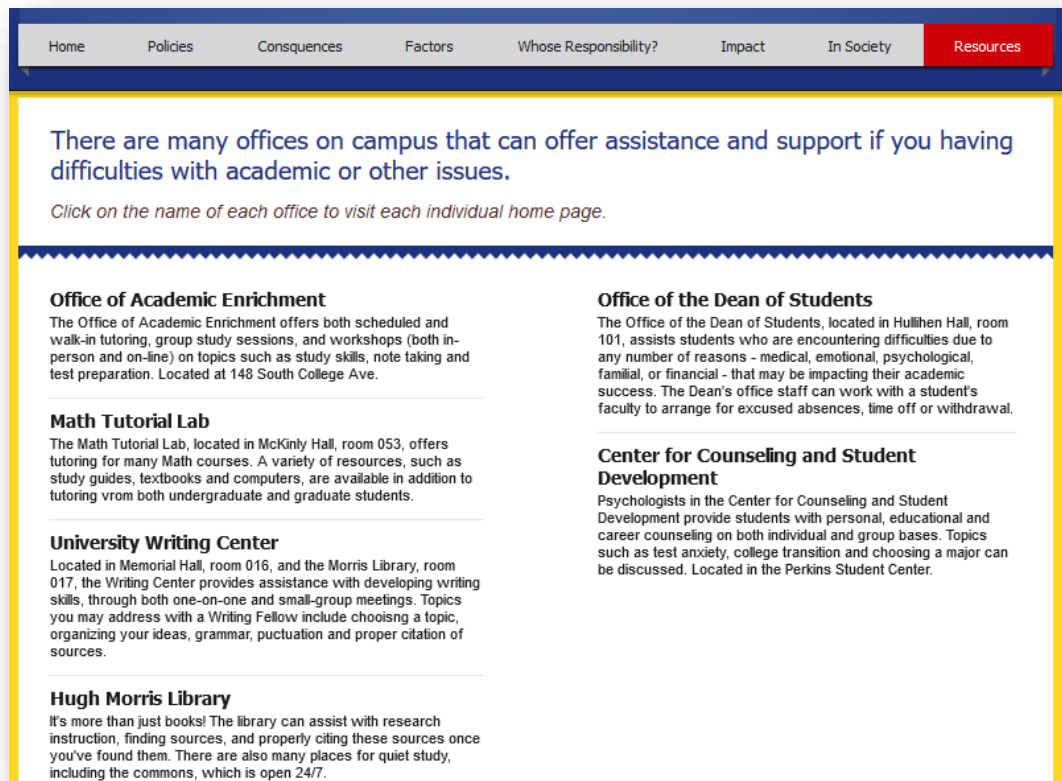 Home Policies Consquences Factors Whose Responsibility? Impact In Society Resources
There are many offices on campus that can offer assistance and support if you having
difficulties with academic or other issues.
Click on the name of each office to visit each individual home page.
Office of Academic Enrichment
The Office of Academic Enrichment offers both scheduled and
walk-in tutoring, group study sessions, and workshops (both in-
person and on-line) on topics such as study skills, note taking and
test preparation. Located at 148 South College Ave.
Math Tutorial Lab
The Math Tutorial Lab, located in McKinly Hall, room 053, offers
tutoring for many Math courses. A variety of resources, such as
study guides, textbooks and computers, are available in addition to
tutoring vrom both undergraduate and graduate students.
University Writing Center
Located in Memorial Hall, room 016, and the Morris Library, room
017, the Writing Center provides assistance with developing writing
skills, through both one-on-one and small-group meetings. Topics
you may address with a Writing Fellow include chooisng a topic,
organizing your ideas, grammar, puctuation and proper citation of
sources.
Hugh Morris Library
It's more than just books! The library can assist with research
instruction, finding sources, and properly citing these sources once
you've found them. There are also many places for quiet study,
including the commons, which is open 24/7.
Office of the Dean of Students
The Office of the Dean of Students, located in Hullihen Hall, room
101, assists students who are encountering difficulties due to
any number of reasons - medical, emotional, psychological,
familial, or financial - that may be impacting their academic
success. The Dean's office staff can work with a student's
faculty to arrange for excused absences, time off or withdrawal.
Center for Counseling and Student
Development
Psychologists in the Center for Counseling and Student
Development provide students with personal, educational and
career counseling on both individual and group bases. Topics
such as test anxiety, college transition and choosing a major can
be discussed. Located in the Perkins Student Center.